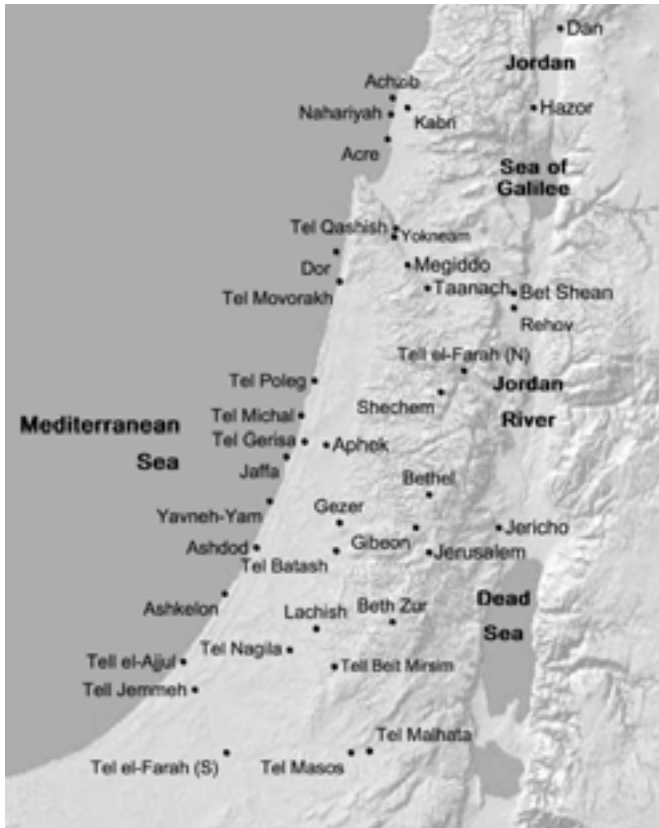 Dan
Jordan
Achzib
Nahariyah
Kabri
Hazor
Acre
Sea of
Galilee
Tel Qashish
Yokneam
Dor
Megiddo
Tel Movorakh
Taanach
Bet Shean
Rehov
Tell el-Farah (N)
Tel Poleg
Jordan
River
Shechem
Tel Michal
Mediterranean
Sea
Tel Gerisa
Aphek
Jaffa
Bethel
Yavneh-Yam
Gezer
Jericho
Gibeon
Ashdod
Tel Batash
Jerusalem
Ashkelon
Lachish
Beth Zur
Dead
Sea
Tel Nagila
Tell el-Ajjul
Tell Beit Mirsim
Tell Jemmeh
Tel Malhata
Tel el-Farah (S)
Tel Masos